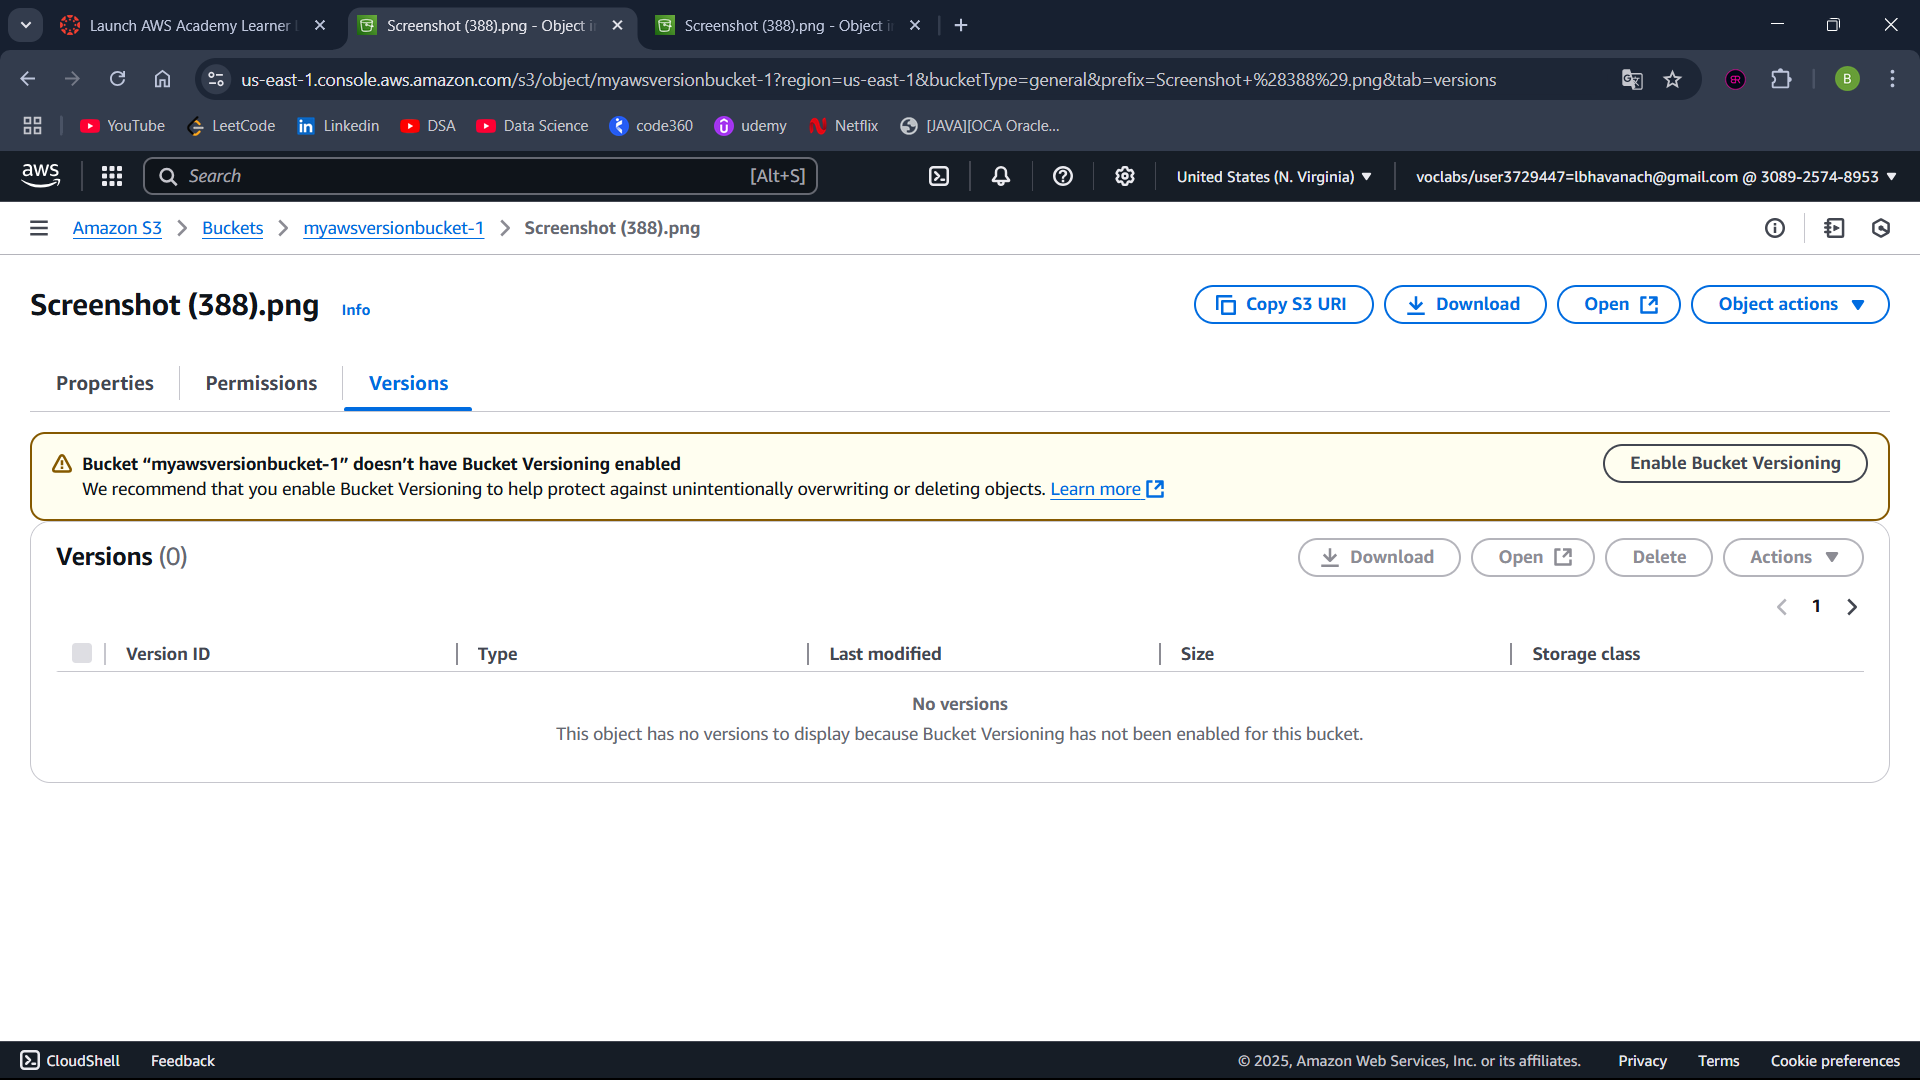 Launch AWS Academy Learner
Screenshot (388).png - Object i
Screenshot (388).png - Object i
us-east-1.console.aws.amazon.com/s3/object/myawsversionbucket-1?region=us-east-1&bucketType=general&prefix=Screenshot+%28388%29.png&tab=versions
B
YouTube
LeetCode
Linkedin
DSA
Data Science
code360
udemy
Netflix
[JAVA][OCA Oracle...
aws
Search
[Alt+S]
United States (N. Virginia)
voclabs/user3729447=lbhavanach@gmail.com @ 3089-2574-8953
Amazon S3
Buckets
myawsversionbucket-1
Screenshot (388).png
Screenshot (388).png
Info
Copy S3 URI
Download
Open
Object actions
Properties
Permissions
Versions
Bucket “myawsversionbucket-1” doesn’t have Bucket Versioning enabled
We recommend that you enable Bucket Versioning to help protect against unintentionally overwriting or deleting objects. Learn more
Enable Bucket Versioning
Versions (0)
Download
Open
Delete
Actions
1
Version ID
Type
Last modified
Size
Storage class
No versions
This object has no versions to display because Bucket Versioning has not been enabled for this bucket.
CloudShell
Feedback
© 2025, Amazon Web Services, Inc. or its affiliates.
Privacy
Terms
Cookie preferences